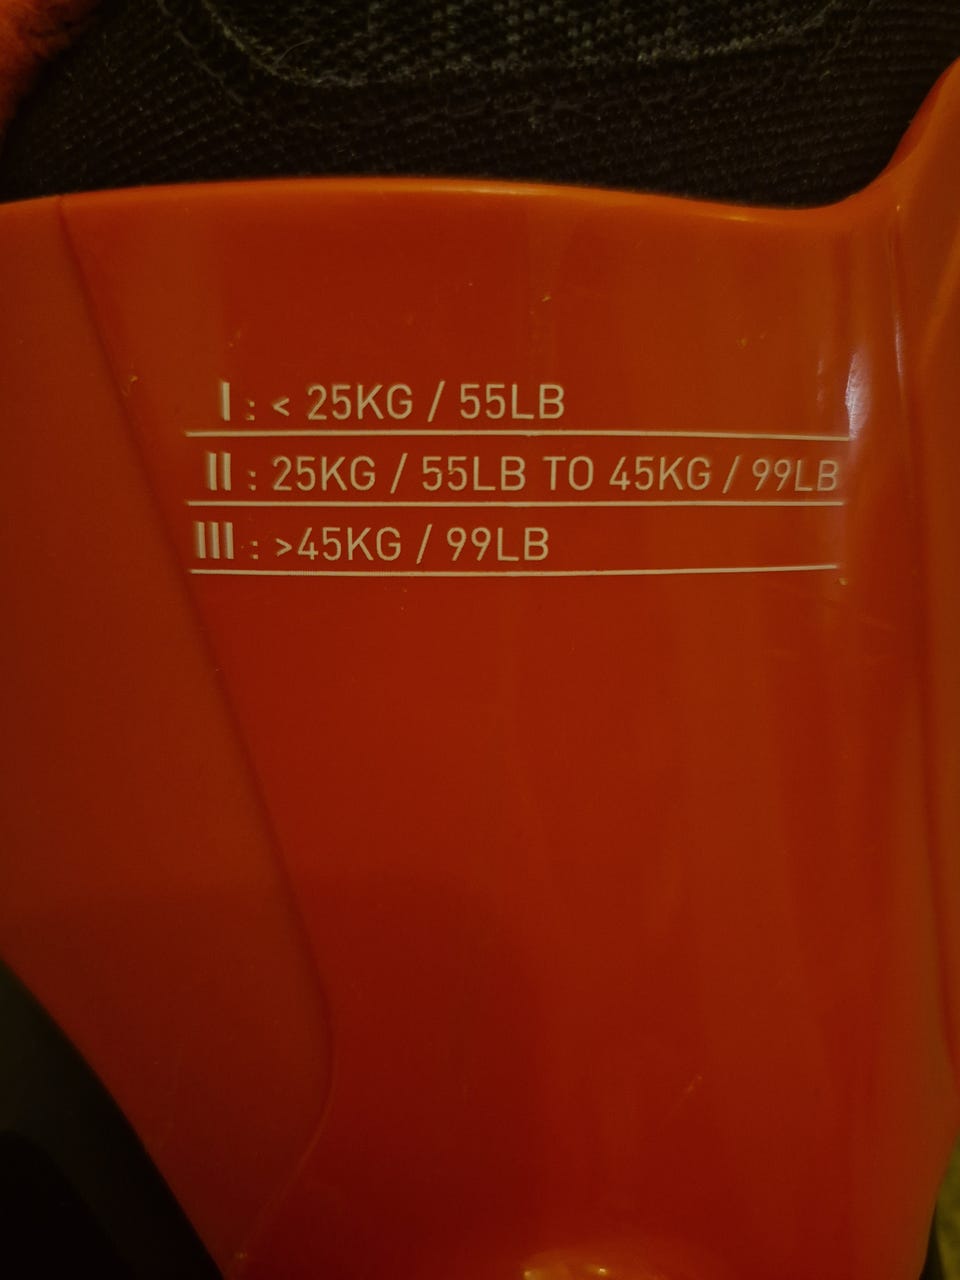 I : < 25KG / 55LB
II : 25KG / 55LB TO 45KG / 99LB
III : >45KG / 99LB